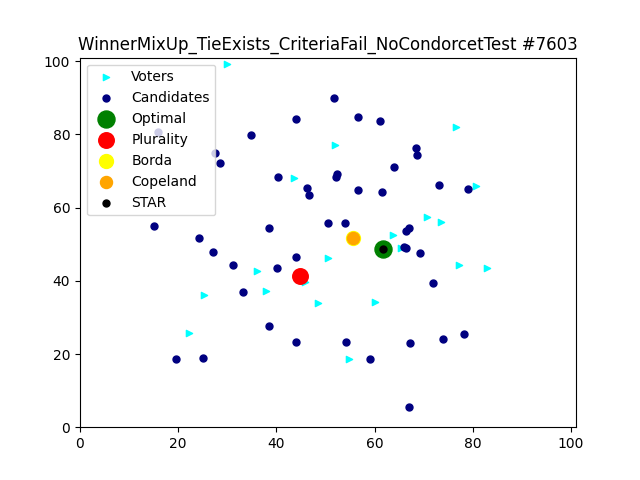 WinnerMixUp_TieExists_CriteriaFail_NoCondorcetTest #7603
Voters
Candidates
Optimal
Plurality
Borda
Copeland
STAR
100
80
60
40
20
0
0 20 40 60 80 100